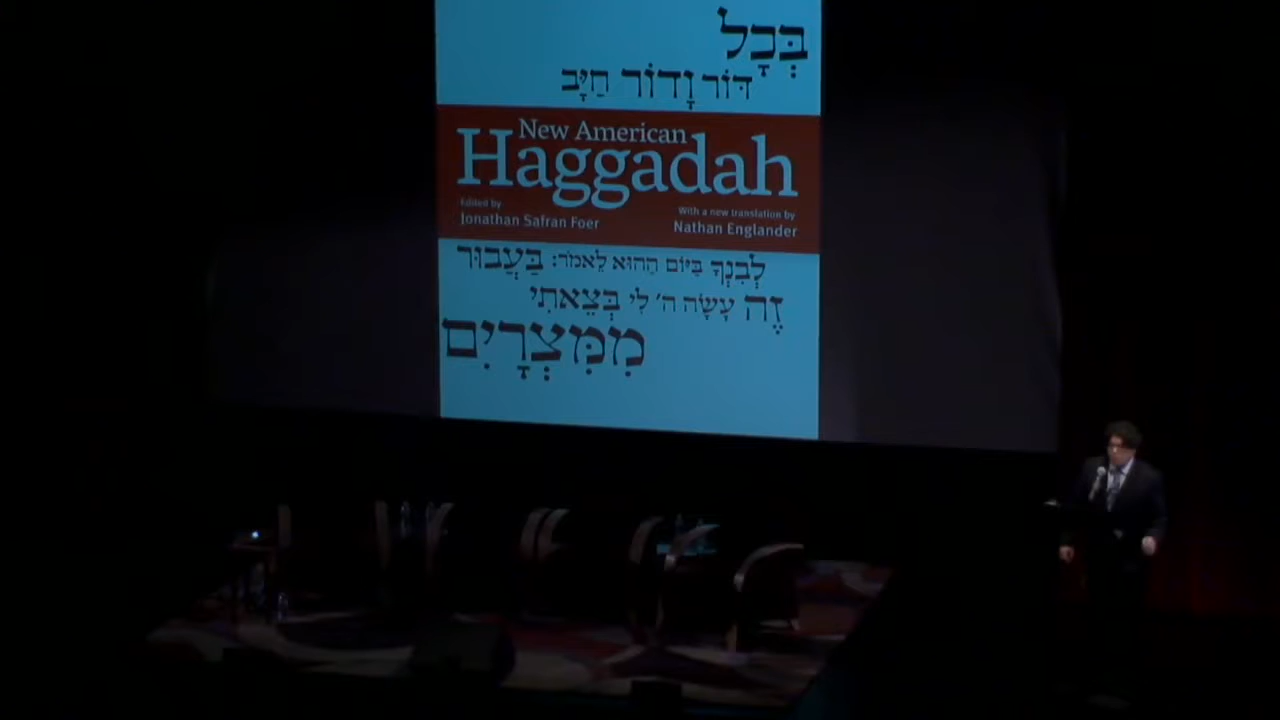 בְּכָל
דּוֹר וָדוֹר חַיָּב
New American
Haggadah
Edited by
Jonathan Safran Foer
With a new translation by
Nathan Englander
לְבִנְךָ בַּיּוֹם הַהוּא לֵאמֹר: בַּעֲבוּר
זֶה עָשָׂה ה' לִי בְּצֵאתִי
מִמִּצְרָיִם